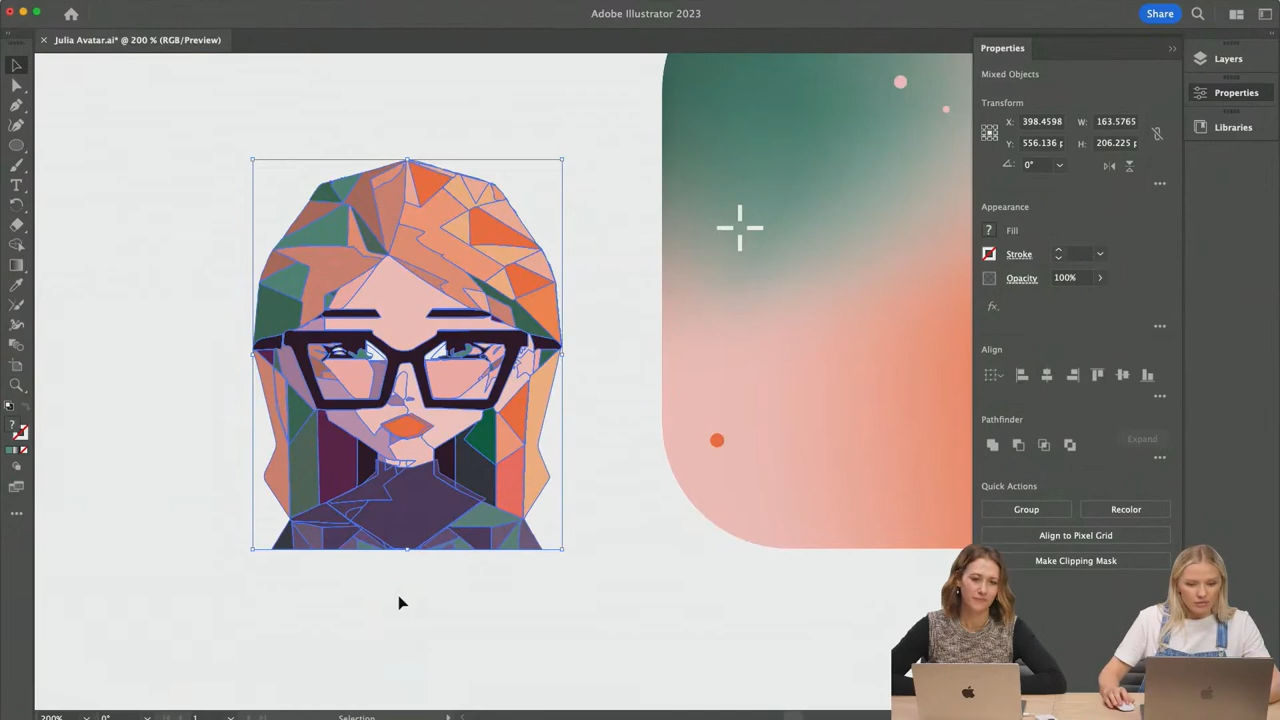 Adobe Illustrator 2023
Share
× Julia Avatar.ai* @ 200 % (RGB/Preview)
Properties
Layers
Properties
Libraries
Mixed Objects
Transform
X: 398.4598 W: 163.5765
Y: 556.136 p H: 206.225 p
0°
Appearance
? Fill
Stroke
Opacity 100%
fx.
Align
Pathfinder
Expand
Quick Actions
Group Recolor
Align to Pixel Grid
Make Clipping Mask
?
200% 0° 1 Selection